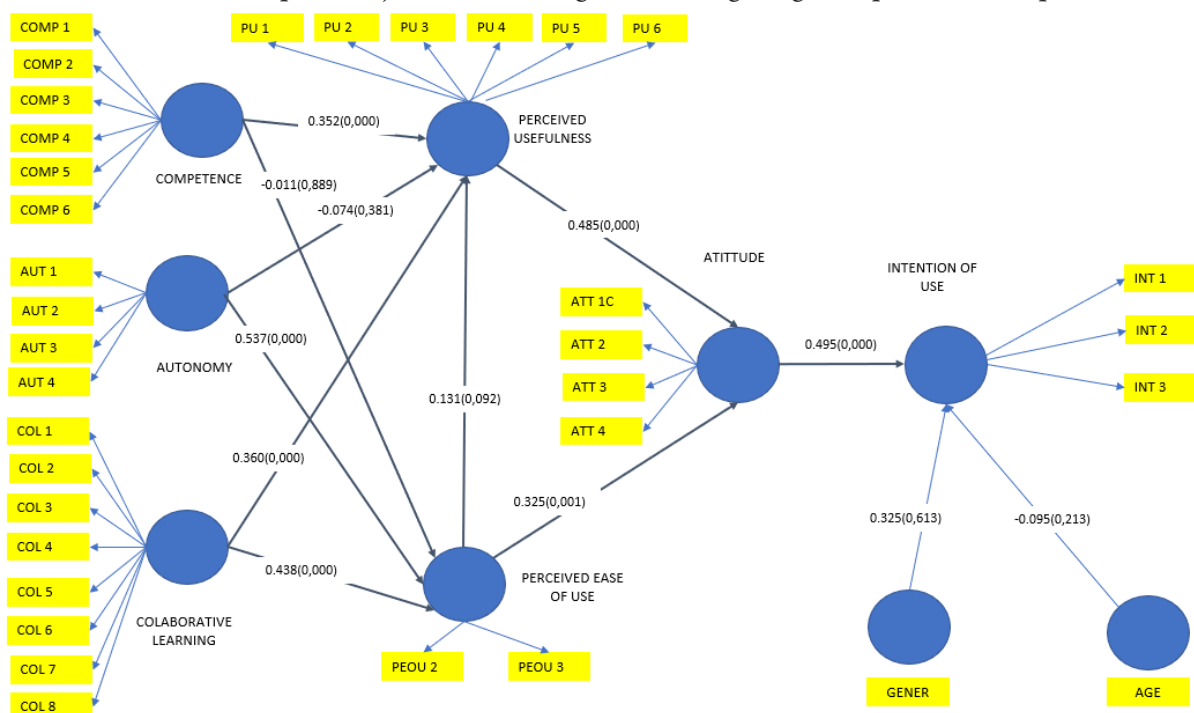 COMP 1
COMP 2
COMP 3
COMP 4
COMP 5
COMP 6
COMPETENCE
PU 1
PU 2
PU 3
PU 4
PU 5
PU 6
PERCEIVED
USEFULNESS
0.352(0,000)
-0.011(0,889)
-0.074(0,381)
AUT 1
AUT 2
AUT 3
AUT 4
AUTONOMY
0.537(0,000)
0.485(0,000)
ATITTUDE
ATT 1C
ATT 2
ATT 3
ATT 4
INTENTION OF
USE
INT 1
INT 2
INT 3
0.495(0,000)
0.131(0,092)
COL 1
COL 2
COL 3
COL 4
COL 5
COL 6
COL 7
COL 8
COLABORATIVE
LEARNING
0.360(0,000)
0.438(0,000)
0.325(0,001)
PERCEIVED EASE
OF USE
PEOU 2
PEOU 3
0.325(0,613)
-0.095(0,213)
GENER
AGE